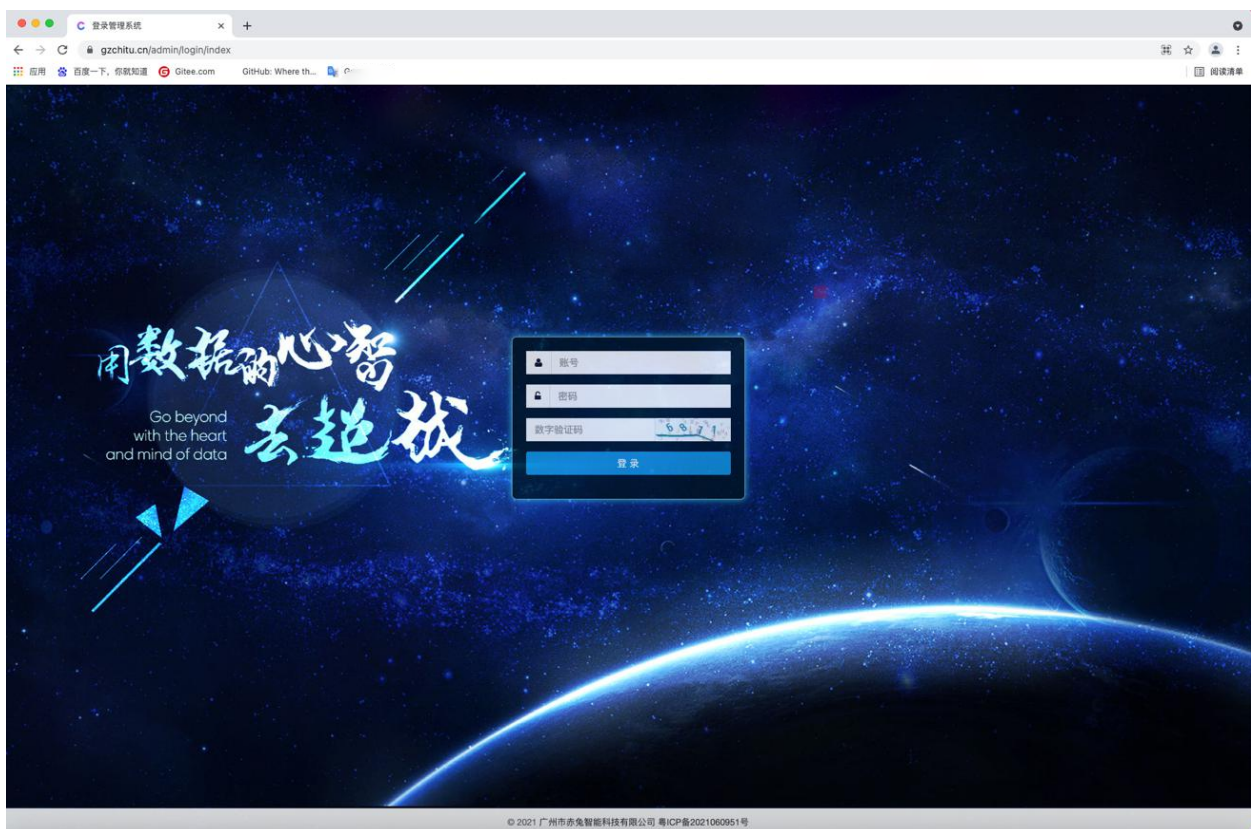 登录管理系统
gzchitu.cn/admin/login/index
应用 百度一下，你就知道 Gitee.com GitHub: Where th...
阅读清单
用数据的心智
去超越
Go beyond
with the heart
and mind of data
账号
密码
数字验证码
登 录
© 2021 广州市赤兔智能科技有限公司 粤ICP备2021060951号